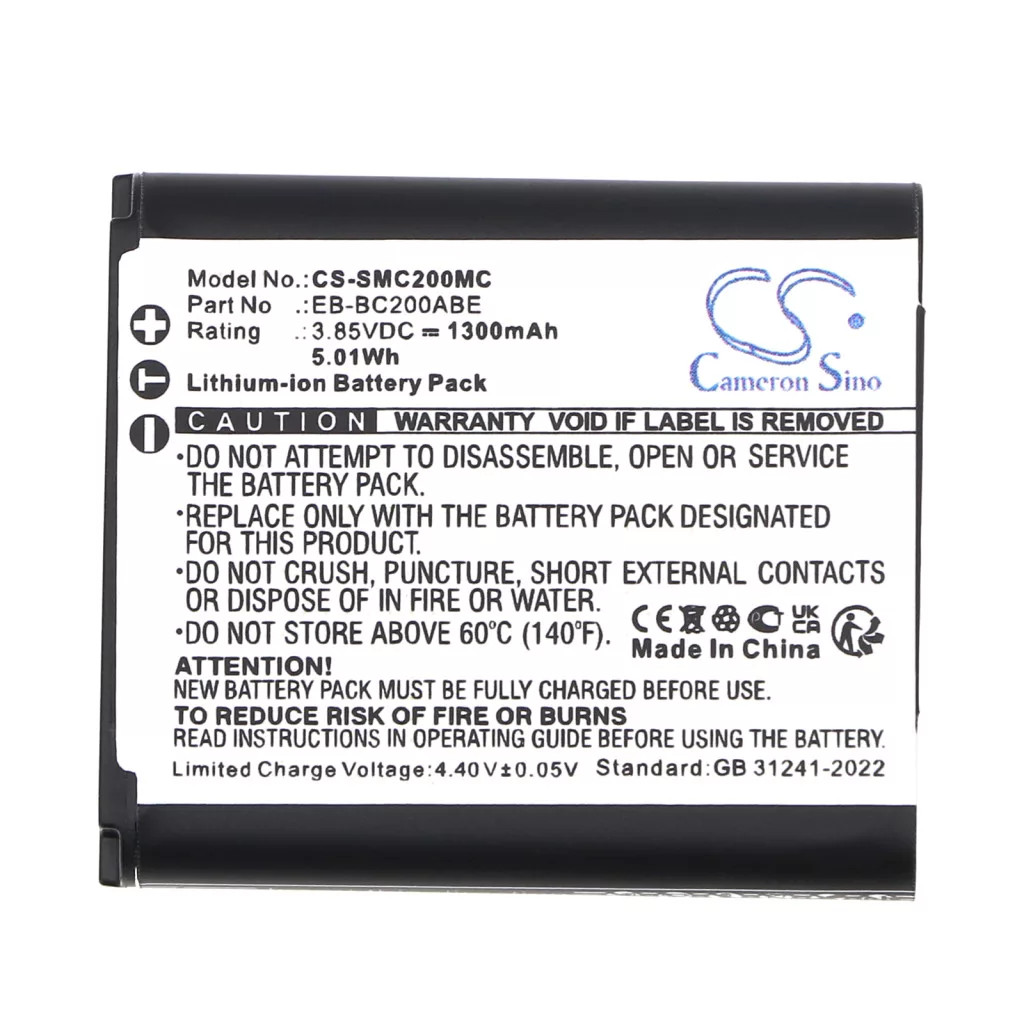 Model No.:CS-SMC200MC
Part No .:EB-BC200ABE
Rating .:3.85VDC = 1300mAh
5.01Wh
Lithium-ion Battery Pack
CS
Cameron Sino
+
T
-
CAUTION WARRANTY VOID IF LABEL IS REMOVED
·DO NOT ATTEMPT TO DISASSEMBLE, OPEN OR SERVICE
THE BATTERY PACK.
·REPLACE ONLY WITH THE BATTERY PACK DESIGNATED
FOR THIS PRODUCT.
·DO NOT CRUSH, PUNCTURE, SHORT EXTERNAL CONTACTS
OR DISPOSE OF IN FIRE OR WATER.
·DO NOT STORE ABOVE 60°C (140°F).
CE UK CA
Made In China
ATTENTION!
NEW BATTERY PACK MUST BE FULLY CHARGED BEFORE USE.
TO REDUCE RISK OF FIRE OR BURNS
READ INSTRUCTIONS IN OPERATING GUIDE BEFORE USING THE BATTERY.
Limited Charge Voltage:4.40V±0.05V Standard:GB 31241-2022